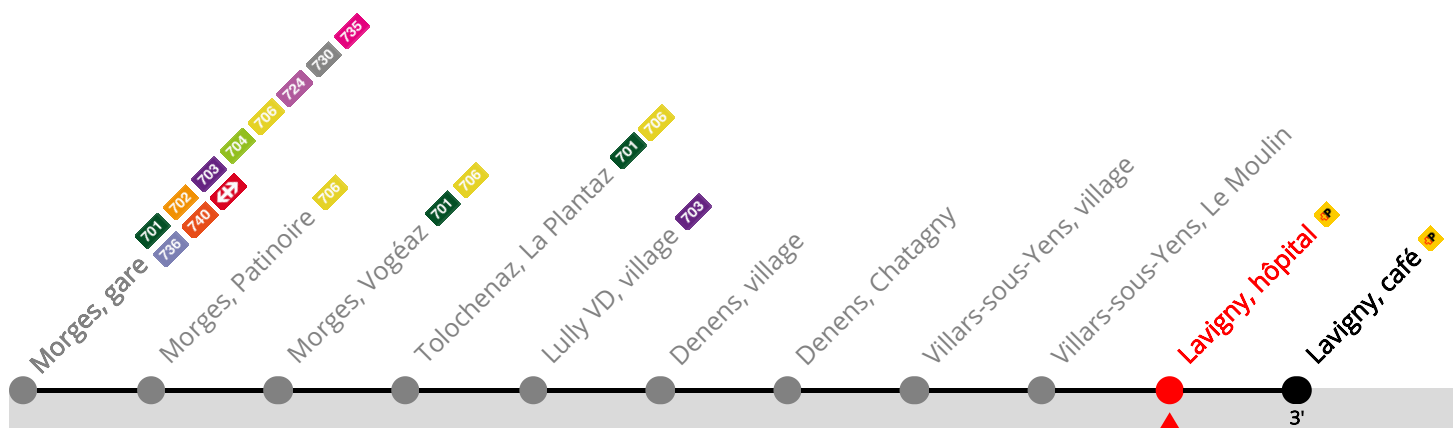 Morges, gare
701 702 703 704 706 724 730 735
736 740
Morges, Patinoire 706
Morges, Vogéaz 701 706
Tolochenaz, La Plantaz 701 706
Lully VD, village 703
Denens, village
Denens, Chatagny
Villars-sous-Yens, village
Villars-sous-Yens, Le Moulin
Lavigny, hôpital P
Lavigny, café P
3'